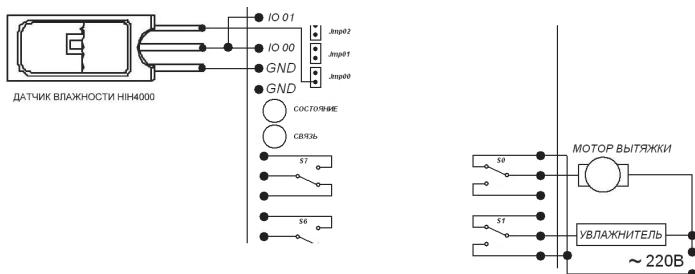 IO 01
Jmp02
IO 00
Jmp01
GND
Jmp00
GND
ДАТЧИК ВЛАЖНОСТИ HIH4000
СОСТОЯНИЕ
СВЯЗЬ
S7
S6
S0
МОТОР ВЫТЯЖКИ
S1
УВЛАЖНИТЕЛЬ
~ 220В